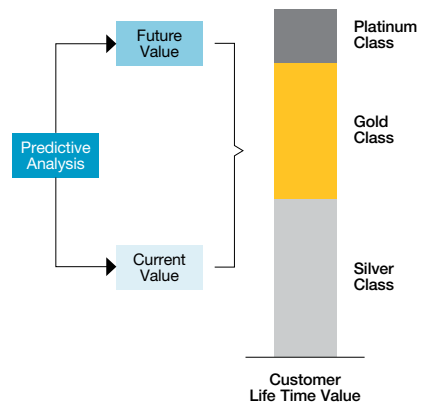 Future
Value
Predictive
Analysis
Current
Value
Platinum
Class
Gold
Class
Silver
Class
Customer
Life Time Value